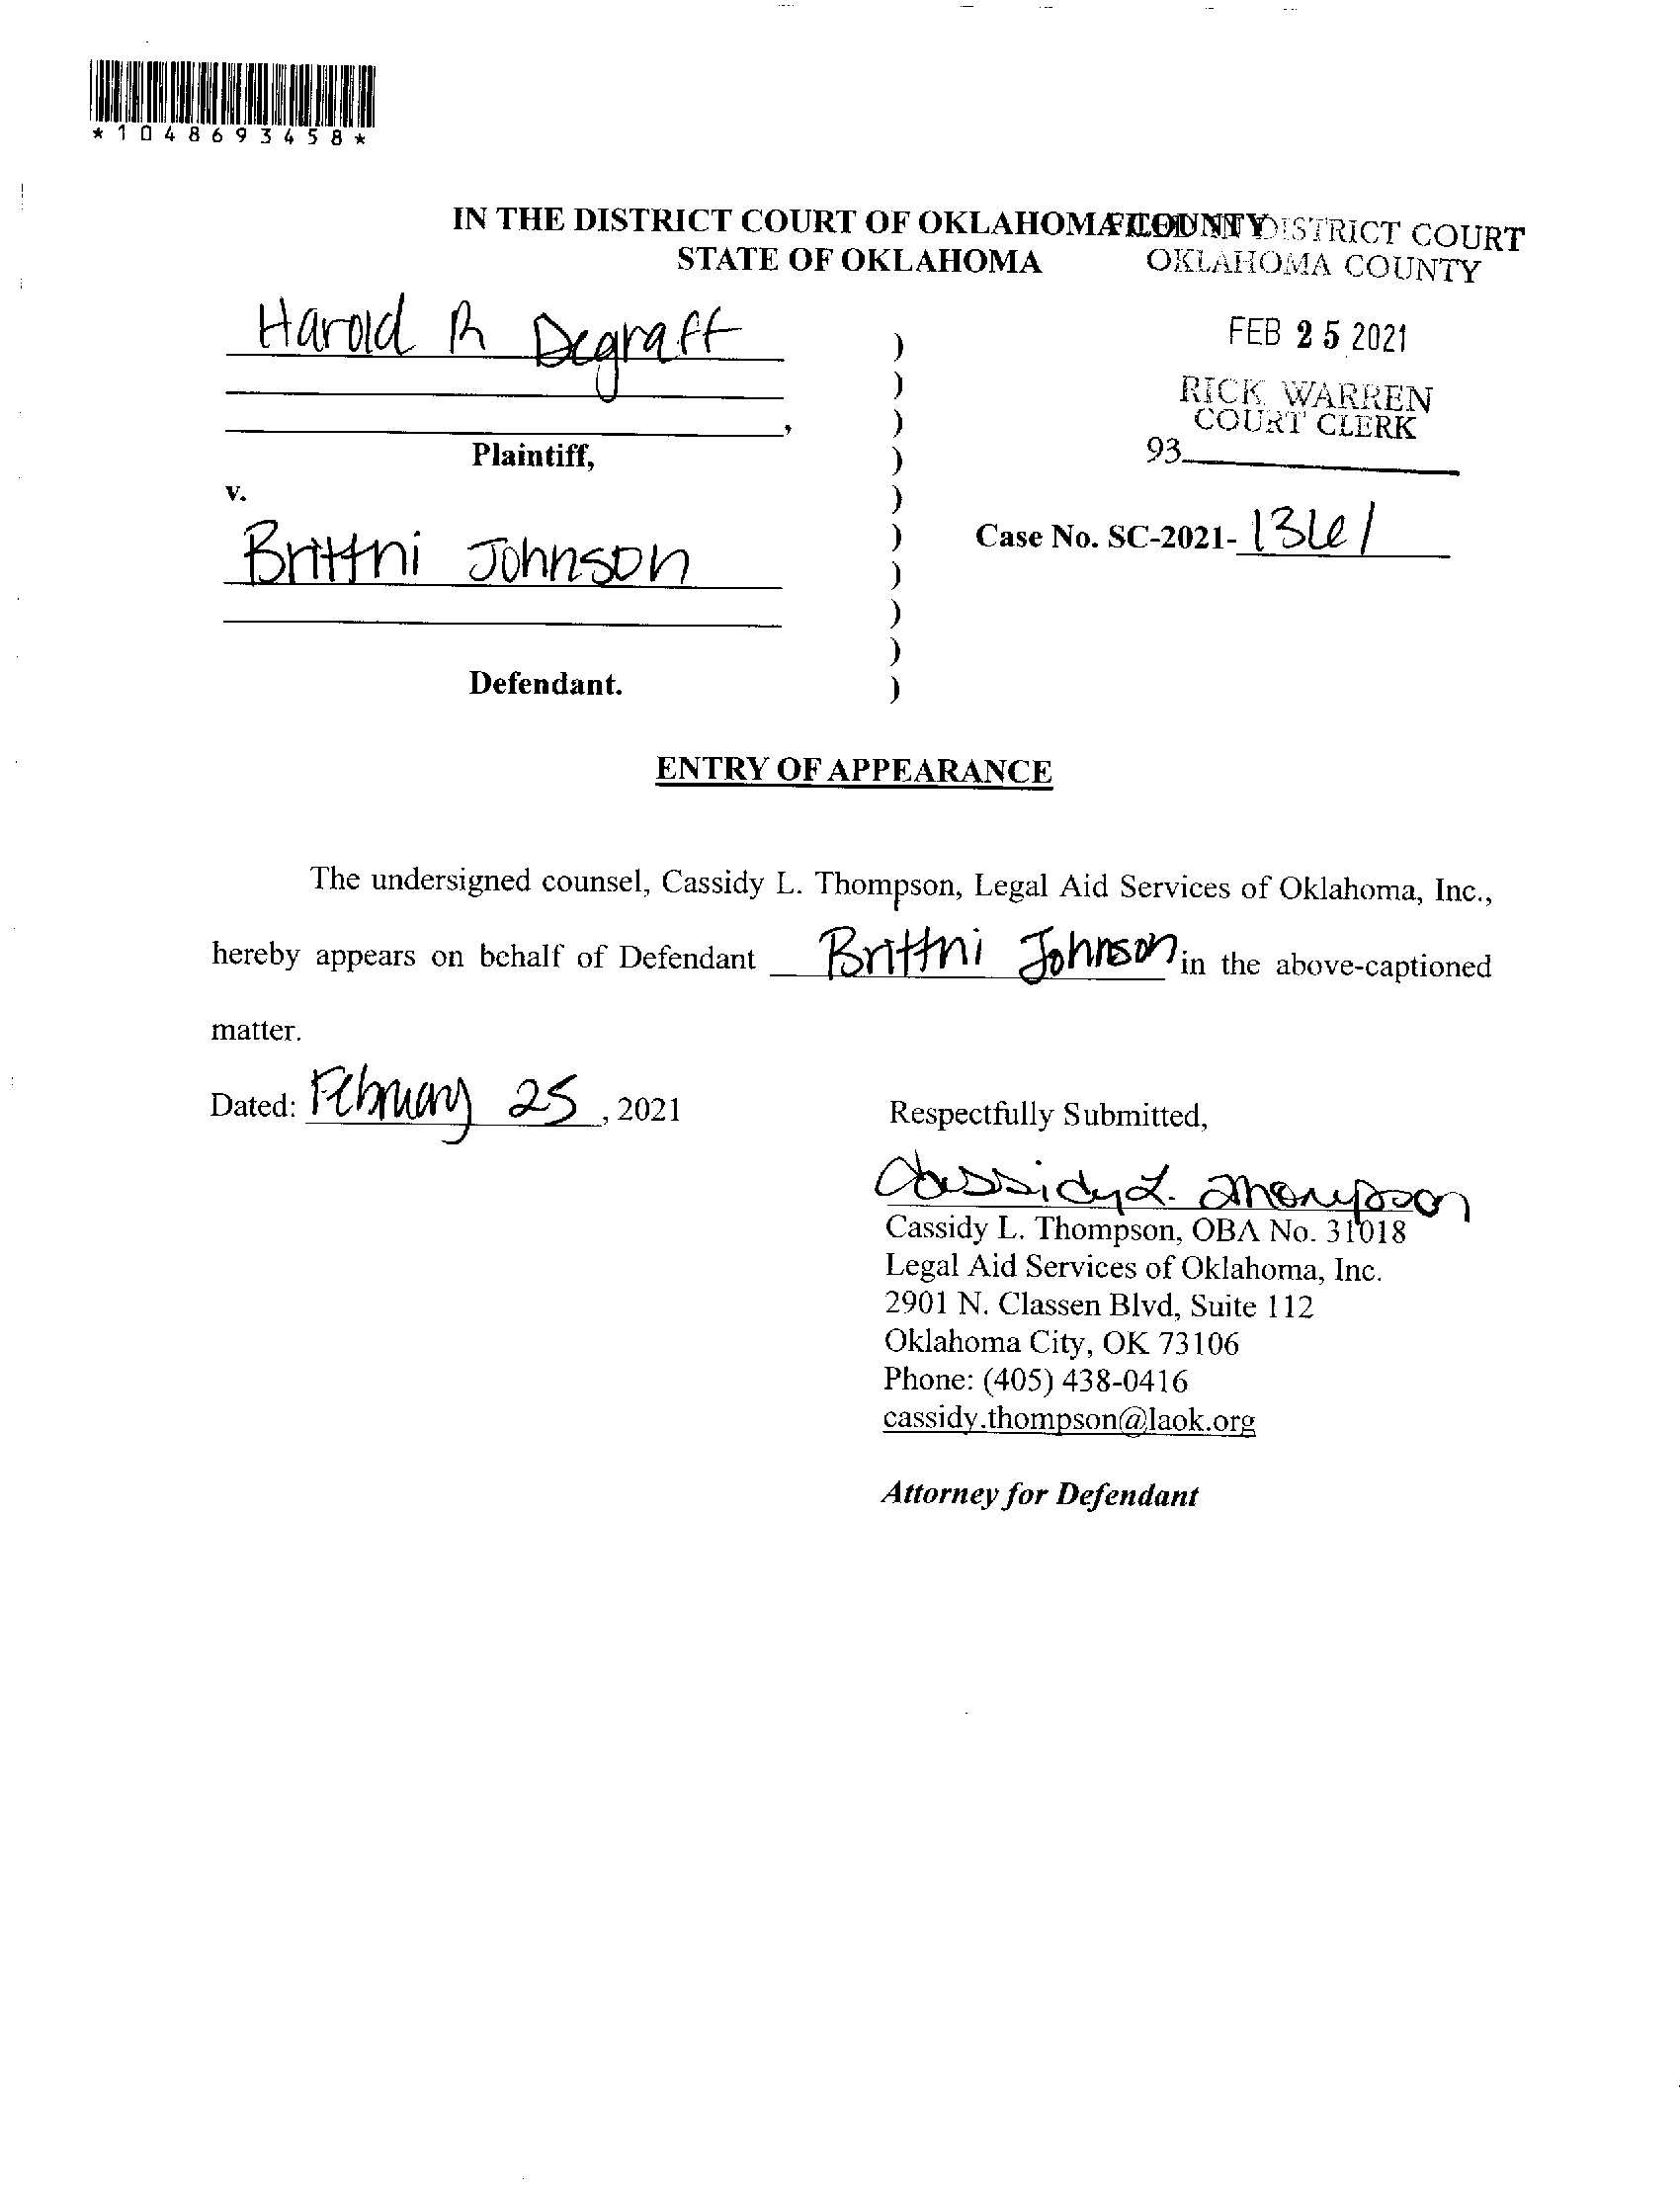 *1048693458*
IN THE DISTRICT COURT OF OKLAHOMA COUNTY
STATE OF OKLAHOMA
FILED IN DISTRICT COURT
OKLAHOMA COUNTY
FEB 25 2021
RICK WARREN
COURT CLERK
93
Harold R Degraff
)
)
, )
Plaintiff, )
v. )
Brittni Johnson ) Case No. SC-2021-1361
)
)
)
Defendant. )
ENTRY OF APPEARANCE
The undersigned counsel, Cassidy L. Thompson, Legal Aid Services of Oklahoma, Inc.,
hereby appears on behalf of Defendant Brittni Johnson in the above-captioned
matter.
Dated: February 25, 2021
Respectfully Submitted,
Cassidy L. Thompson
Cassidy L. Thompson, OBA No. 31018
Legal Aid Services of Oklahoma, Inc.
2901 N. Classen Blvd, Suite 112
Oklahoma City, OK 73106
Phone: (405) 438-0416
cassidy.thompson@laok.org
Attorney for Defendant